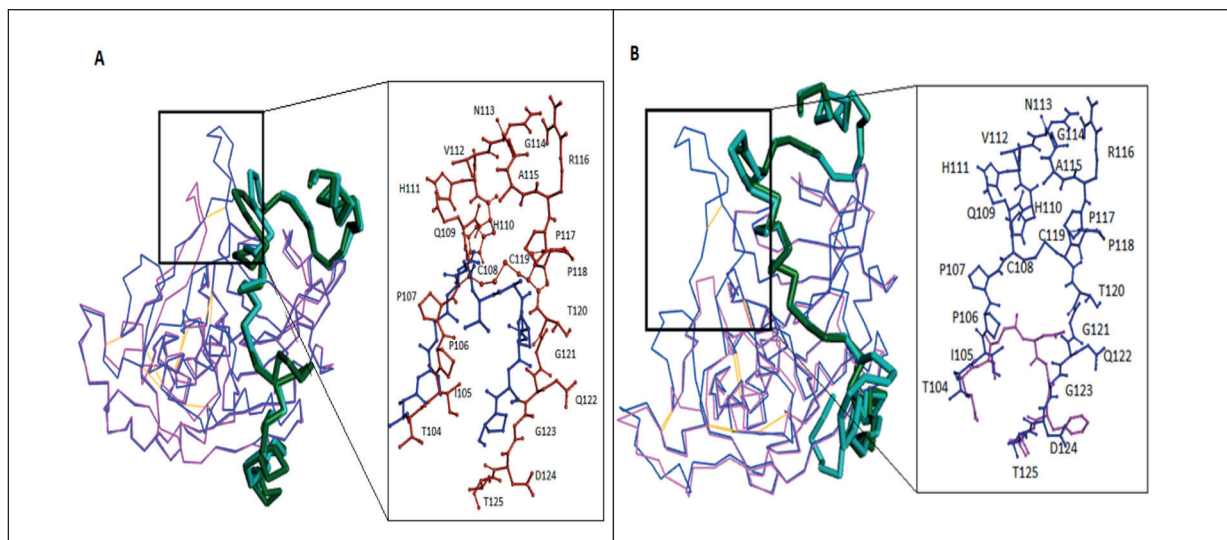 A
N113
G114
V112
R116
H111
A115
Q109
H110
P117
C119
P118
C108
P107
T120
P106
G121
I105
Q122
T104
G123
D124
T125
B
N113
G114
V112
R116
A115
H111
H110
Q109
P117
C119
P118
C108
P107
T120
P106
G121
I105
Q122
T104
G123
D124
T125